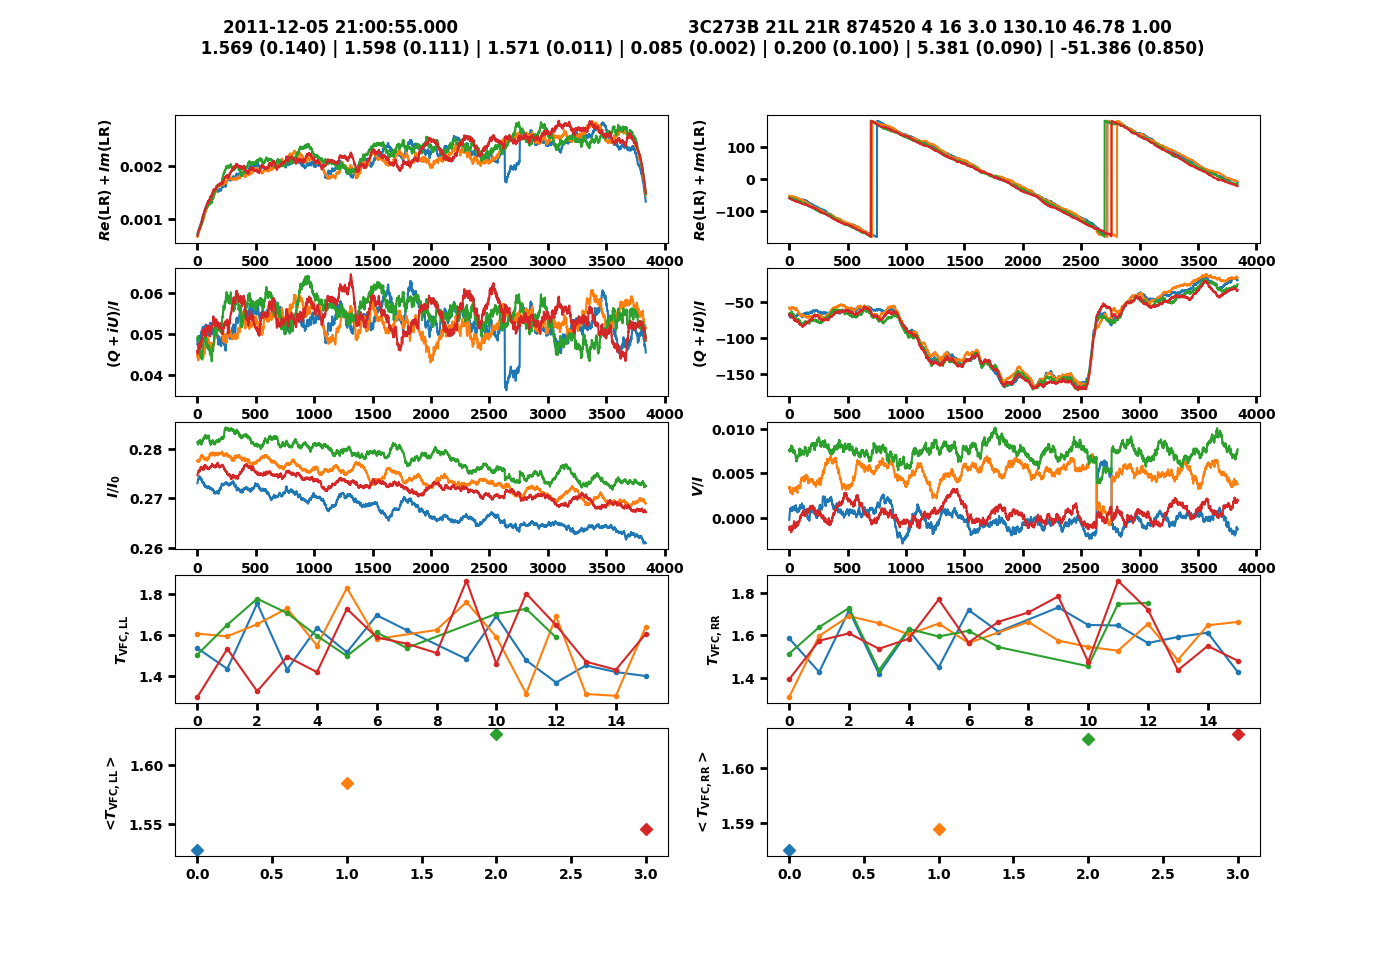 2011-12-05 21:00:55.000 3C273B 21L 21R 874520 4 16 3.0 130.10 46.78 1.00
1.569 (0.140) | 1.598 (0.111) | 1.571 (0.011) | 0.085 (0.002) | 0.200 (0.100) | 5.381 (0.090) | -51.386 (0.850)
Re(LR) + Im(LR)
0.002
0.001
0 500 1000 1500 2000 2500 3000 3500 4000
Re(LR) + Im(LR)
100
0
−100
0 500 1000 1500 2000 2500 3000 3500 4000
(Q + iU)/I
0.06
0.05
0.04
0 500 1000 1500 2000 2500 3000 3500 4000
(Q + iU)/I
−50
−100
−150
0 500 1000 1500 2000 2500 3000 3500 4000
I/I0
0.28
0.27
0.26
0 500 1000 1500 2000 2500 3000 3500 4000
V/I
0.010
0.005
0.000
0 500 1000 1500 2000 2500 3000 3500 4000
TVFC, LL
1.8
1.6
1.4
0 2 4 6 8 10 12 14
TVFC, RR
1.8
1.6
1.4
0 2 4 6 8 10 12 14
<TVFC, LL >
1.60
1.55
0.0 0.5 1.0 1.5 2.0 2.5 3.0
< TVFC, RR >
1.60
1.59
0.0 0.5 1.0 1.5 2.0 2.5 3.0